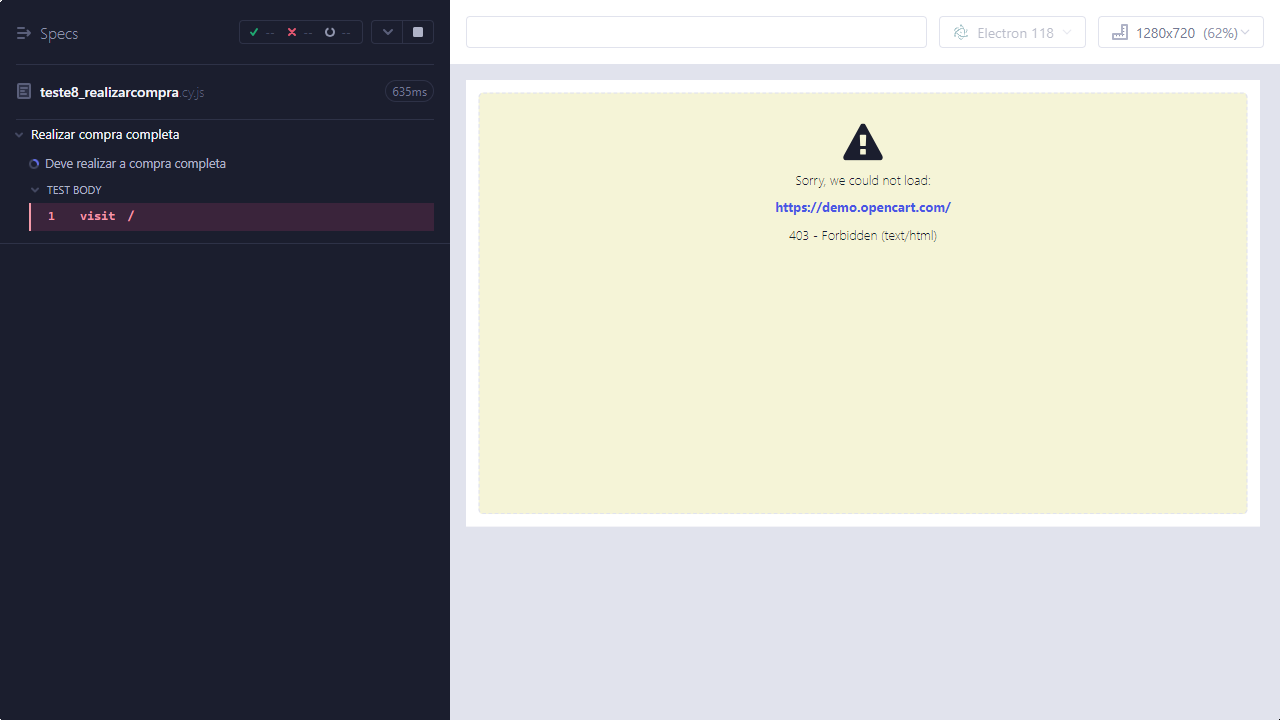 Specs
-- -- --
teste8_realizarcompra.cy.js 635ms
Realizar compra completa
Deve realizar a compra completa
TEST BODY
1 visit /
Electron 118
1280x720 (62%)
Sorry, we could not load:
https://demo.opencart.com/
403 - Forbidden (text/html)